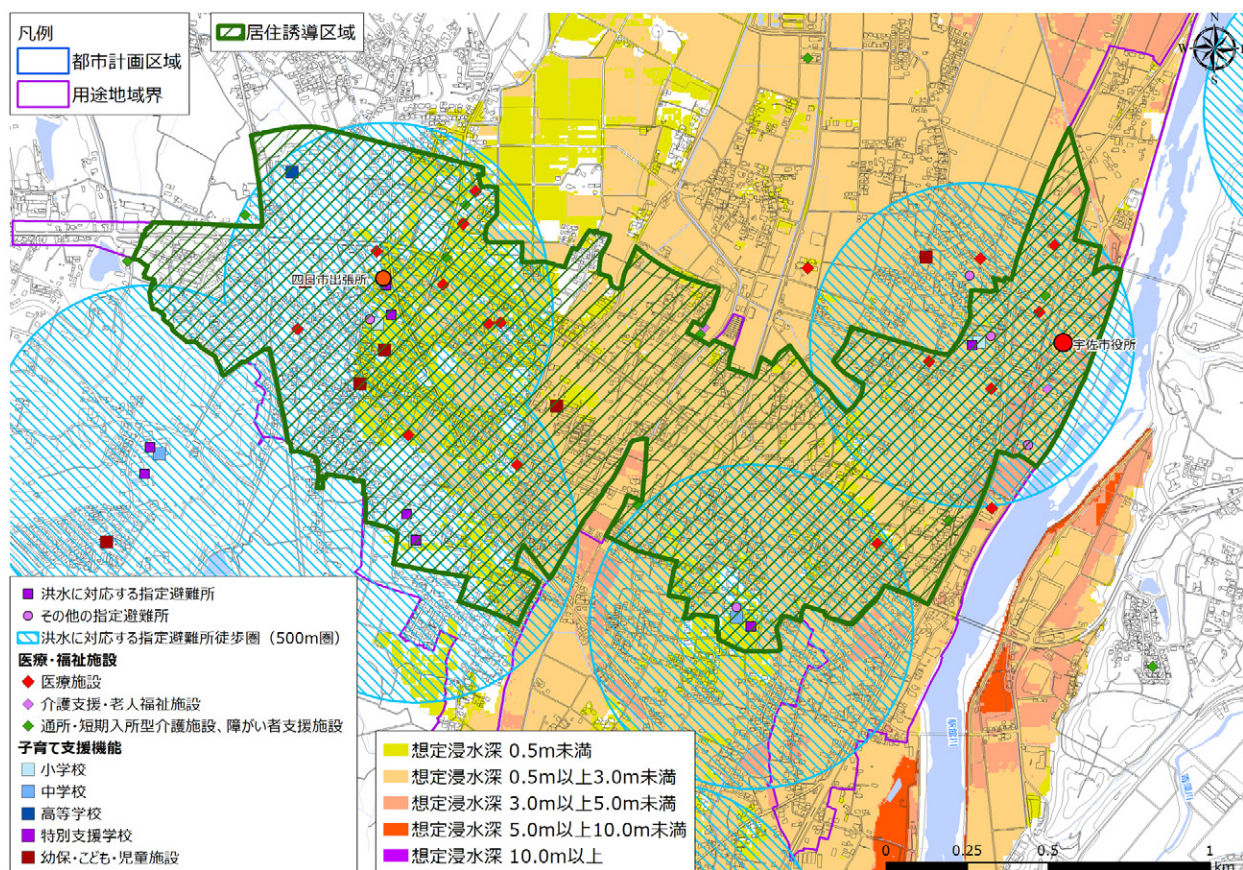 凡例
都市計画区域
用途地域界
居住誘導区域
N
W
S
四日市出張所
宇佐市役所
洪水に対応する指定避難所
その他の指定避難所
洪水に対応する指定避難所徒歩圏（500m圏）
医療・福祉施設
医療施設
介護支援・老人福祉施設
通所・短期入所型介護施設、障がい者支援施設
子育て支援機能
小学校
中学校
高等学校
特別支援学校
幼保・こども・児童施設
想定浸水深 0.5m未満
想定浸水深 0.5m以上3.0m未満
想定浸水深 3.0m以上5.0m未満
想定浸水深 5.0m以上10.0m未満
想定浸水深 10.0m以上
駅館川
0 0.25 0.5 1
km